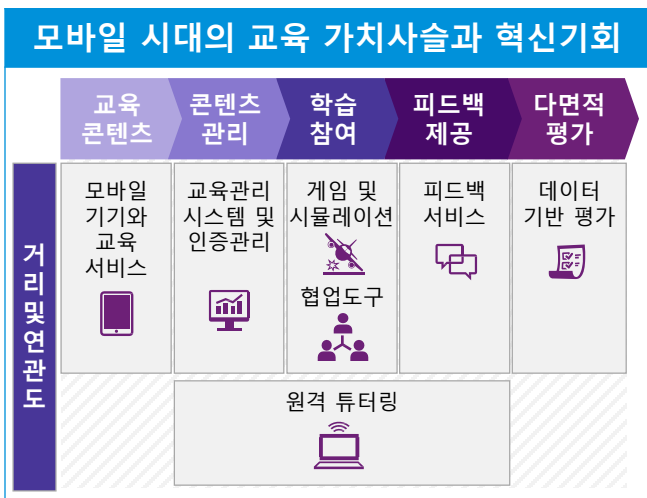 모바일 시대의 교육 가치사슬과 혁신기회
교육
콘텐츠
콘텐츠
관리
학습
참여
피드백
제공
다면적
평가
거리및연관도
모바일
기기와
교육
서비스
교육관리
시스템 및
인증관리
게임 및
시뮬레이션
협업도구
피드백
서비스
데이터
기반 평가
원격 튜터링